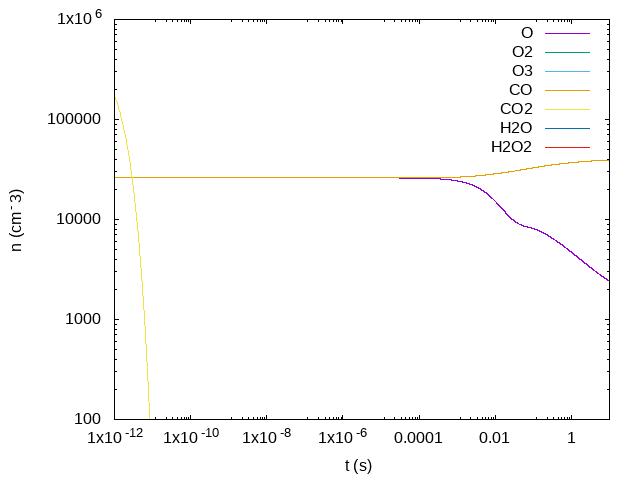 1x10^6
100000
10000
1000
100
n (cm^-3)
O
O2
O3
CO
CO2
H2O
H2O2
1x10^-12
1x10^-10
1x10^-8
1x10^-6
0.0001
0.01
1
t (s)